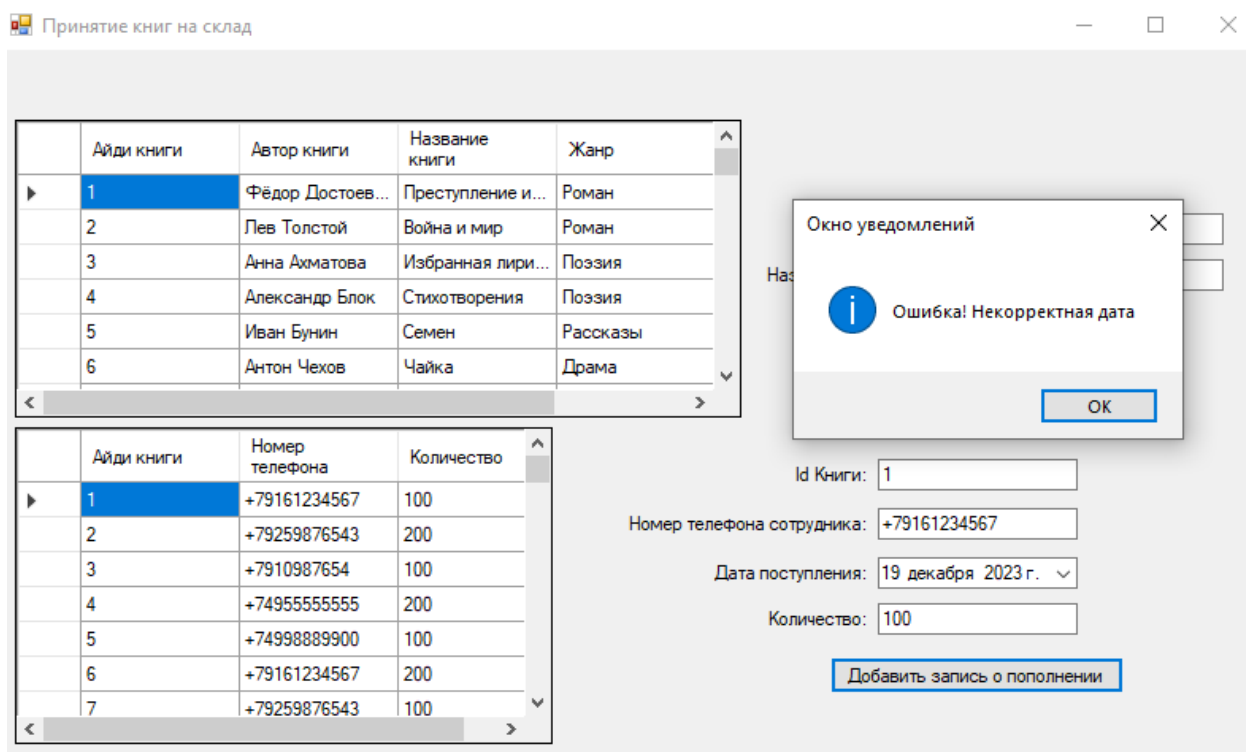 Принятие книг на склад
Айди книги Автор книги Название книги Жанр
1 Фёдор Достоев... Преступление и... Роман
2 Лев Толстой Война и мир Роман
3 Анна Ахматова Избранная лири... Поэзия
4 Александр Блок Стихотворения Поэзия
5 Иван Бунин Семен Рассказы
6 Антон Чехов Чайка Драма
Окно уведомлений
Ошибка! Некорректная дата
ОК
Айди книги Номер телефона Количество
1 +79161234567 100
2 +79259876543 200
3 +7910987654 100
4 +74955555555 200
5 +74998889900 100
6 +79161234567 200
7 +79259876543 100
Id Книги: 1
Номер телефона сотрудника: +79161234567
Дата поступления: 19 декабря 2023 г.
Количество: 100
Добавить запись о пополнении